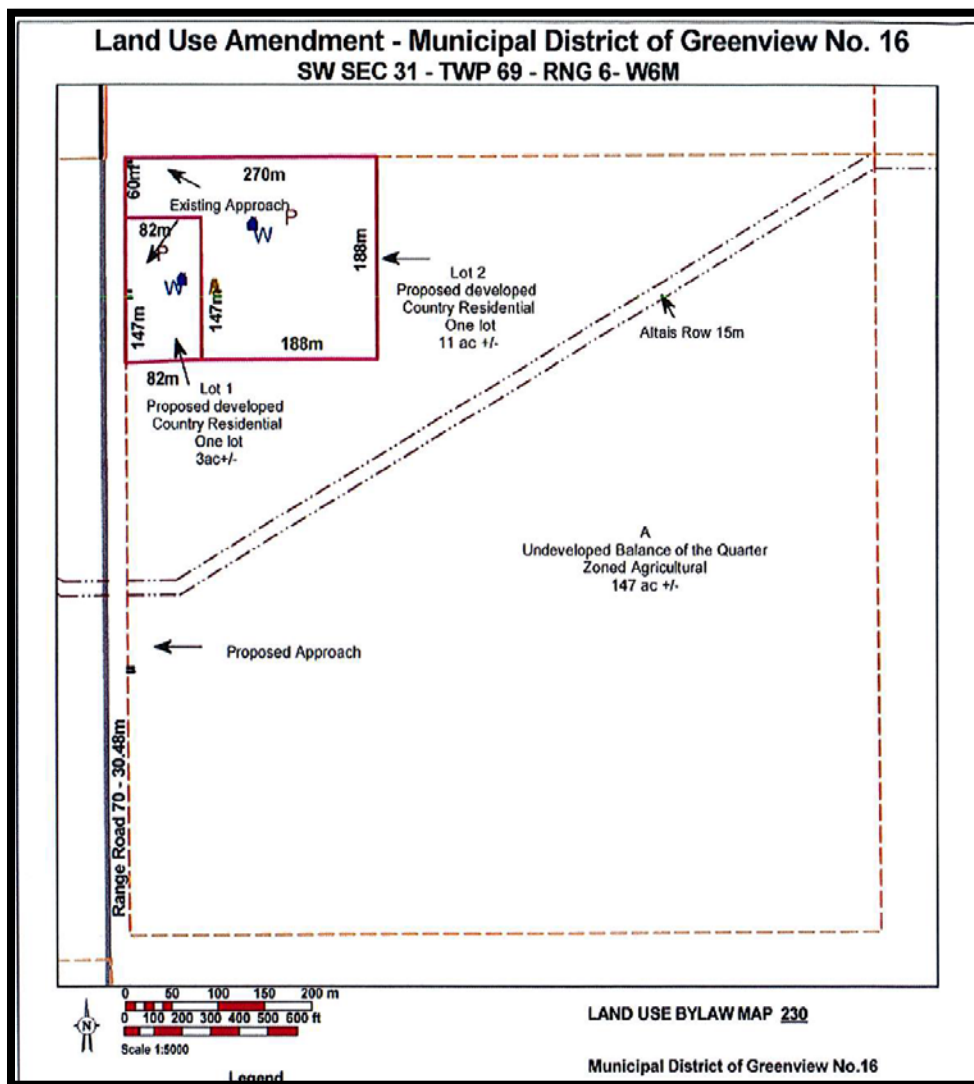 Land Use Amendment - Municipal District of Greenview No. 16
SW SEC 31 - TWP 69 - RNG 6- W6M
60m
270m
Existing Approach
82m
P
W
P
W
A
147m
147m
188m
188m
82m
Lot 2
Proposed developed
Country Residential
One lot
11 ac +/-
Lot 1
Proposed developed
Country Residential
One lot
3ac+/-
Altais Row 15m
A
Undeveloped Balance of the Quarter
Zoned Agricultural
147 ac +/-
Proposed Approach
Range Road 70 - 30.48m
N
0 50 100 150 200 m
0 100 200 300 400 500 600 ft
Scale 1:5000
LAND USE BYLAW MAP 230
Municipal District of Greenview No.16
Legend